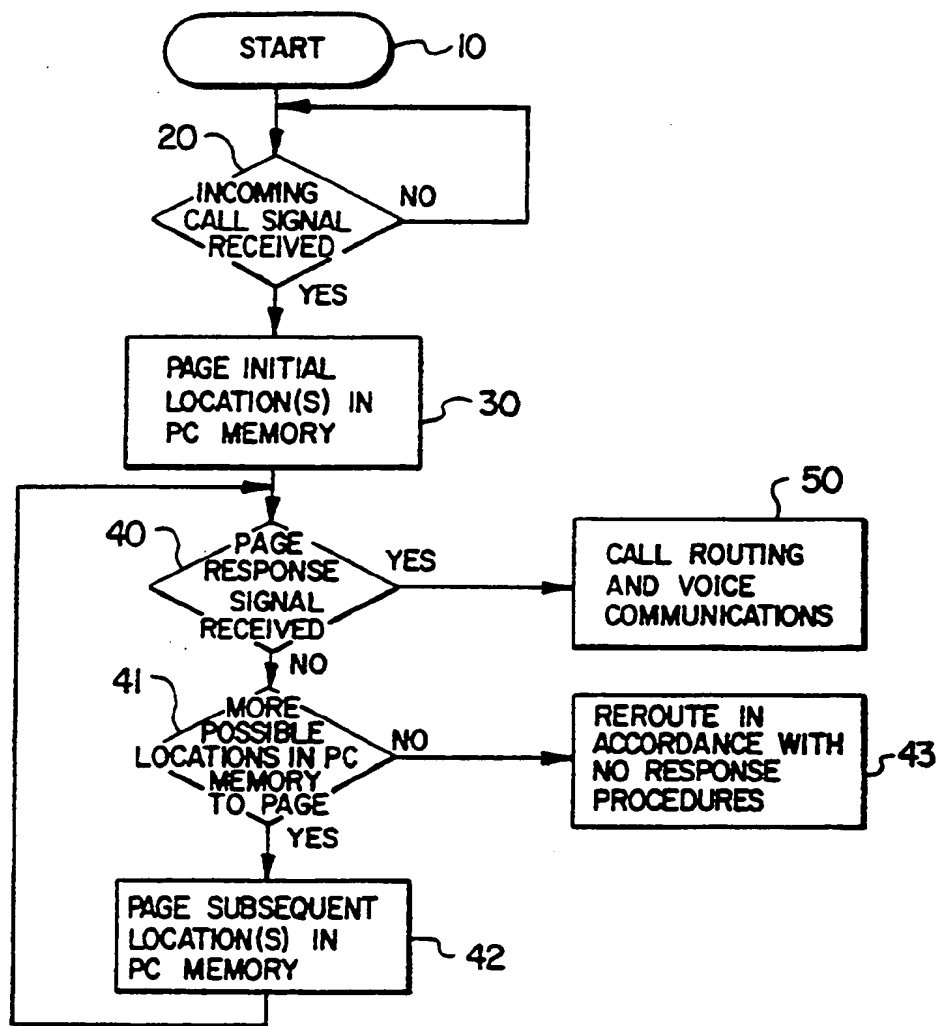 START
10
20
INCOMING
CALL SIGNAL
RECEIVED
NO
YES
PAGE INITIAL
LOCATION(S) IN
PC MEMORY
30
40
PAGE
RESPONSE
SIGNAL
RECEIVED
YES
50
CALL ROUTING
AND VOICE
COMMUNICATIONS
NO
41
MORE
POSSIBLE
LOCATIONS IN PC
MEMORY
TO PAGE
NO
REROUTE IN
ACCORDANCE WITH
NO RESPONSE
PROCEDURES
43
YES
PAGE SUBSEQUENT
LOCATION(S) IN
PC MEMORY
42